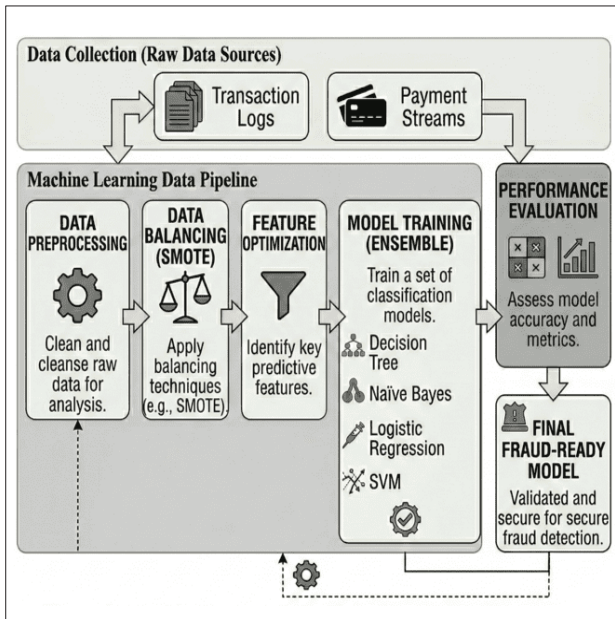 Data Collection (Raw Data Sources)
Transaction
Logs
Payment
Streams
Machine Learning Data Pipeline
DATA
PREPROCESSING
Clean and
cleanse raw
data for
analysis.
DATA
BALANCING
(SMOTE)
Apply
balancing
techniques
(e.g., SMOTE).
FEATURE
OPTIMIZATION
Identify key
predictive
features.
MODEL TRAINING
(ENSEMBLE)
Train a set of
classification
models.
Decision
Tree
Naïve Bayes
Logistic
Regression
SVM
PERFORMANCE
EVALUATION
Assess model
accuracy and
metrics.
FINAL
FRAUD-READY
MODEL
Validated and
secure for secure
fraud detection.